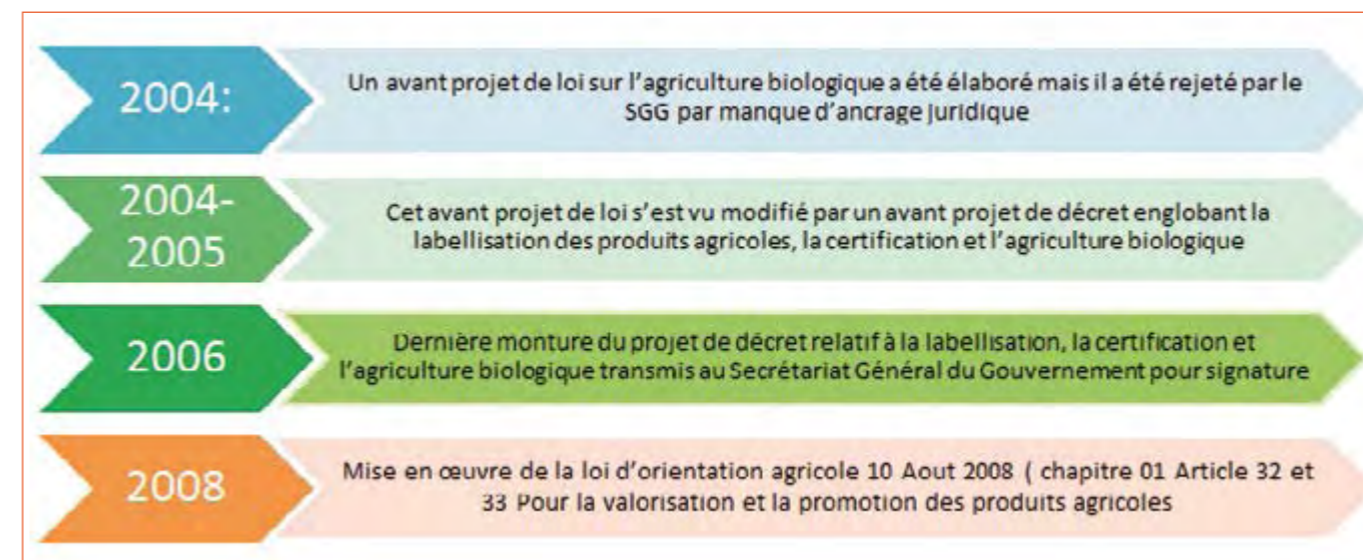 2004:
Un avant projet de loi sur l'agriculture biologique a été élaboré mais il a été rejeté par le
SGG par manque d'ancrage juridique
2004-
2005
Cet avant projet de loi s'est vu modifié par un avant projet de décret englobant la
labellisation des produits agricoles, la certification et l'agriculture biologique
2006
Dernière monture du projet de décret relatif à la labellisation, la certification et
l'agriculture biologique transmis au Secrétariat Général du Gouvernement pour signature
2008
Mise en œuvre de la loi d'orientation agricole 10 Aout 2008 ( chapitre 01 Article 32 et
33 Pour la valorisation et la promotion des produits agricoles